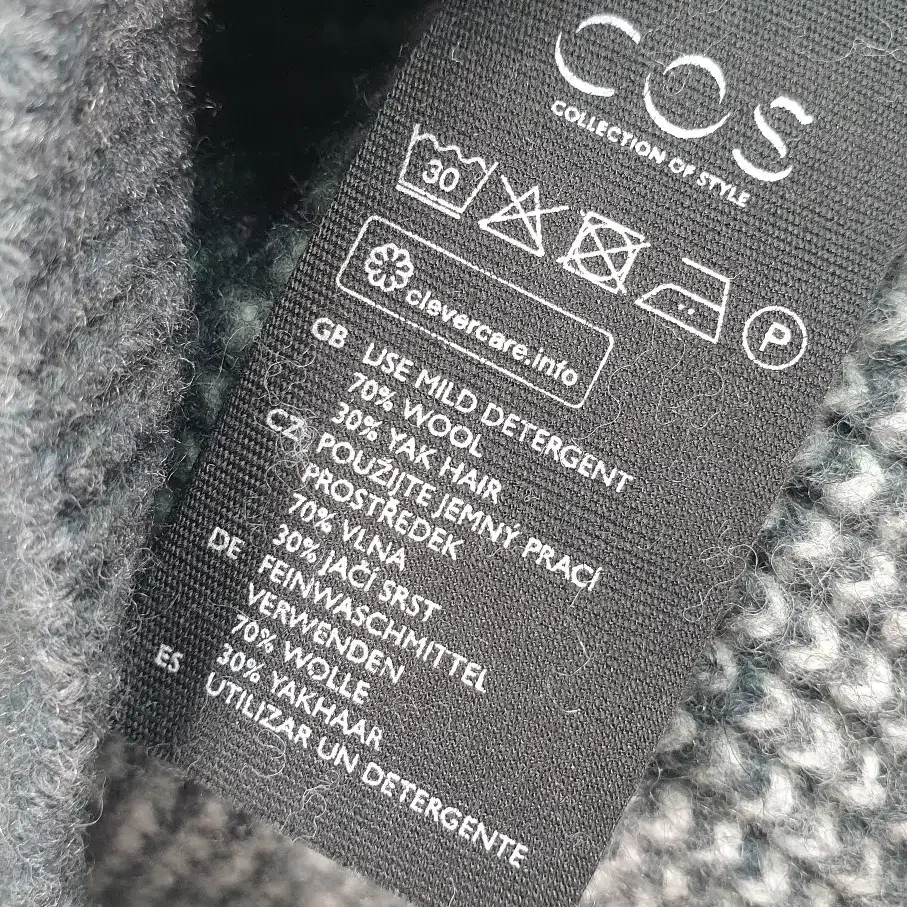 COS
COLLECTION OF STYLE
30
P
clevercare.info
GB USE MILD DETERGENT
70% WOOL
30% YAK HAIR
CZ POUŽIJTE JEMNÝ PRACÍ
PROSTŘEDEK
70% VLNA
30% JAČÍ SRST
DE FEINWASCHMITTEL
VERWENDEN
70% WOLLE
30% YAKHAAR
ES UTILIZAR UN DETERGENTE